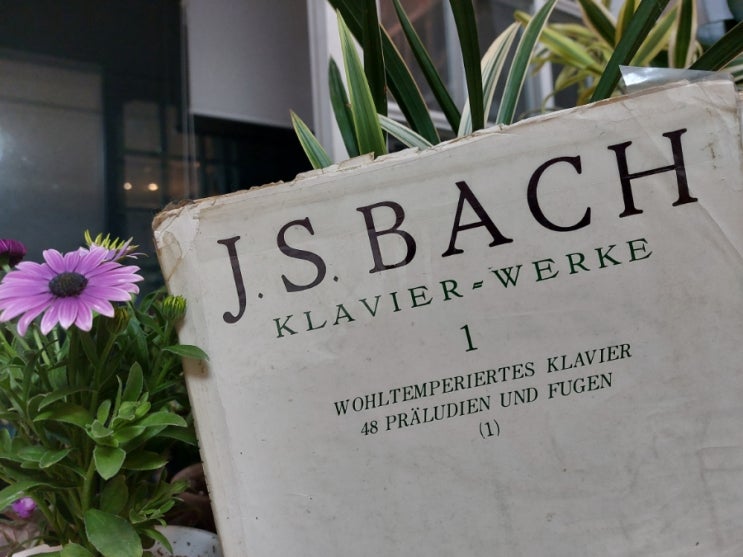 J.S.BACH
KLAVIER-WERKE
1
WOHLTEMPERIERTES KLAVIER
48 PRÄLUDIEN UND FUGEN
(1)